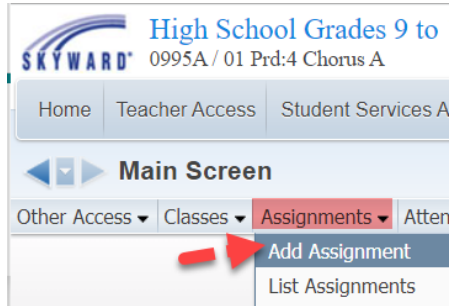 SKYWARD®
High School Grades 9 to
0995A / 01 Prd:4 Chorus A
Home Teacher Access Student Services A
Main Screen
Other Access Classes Assignments Atten
Add Assignment
List Assignments